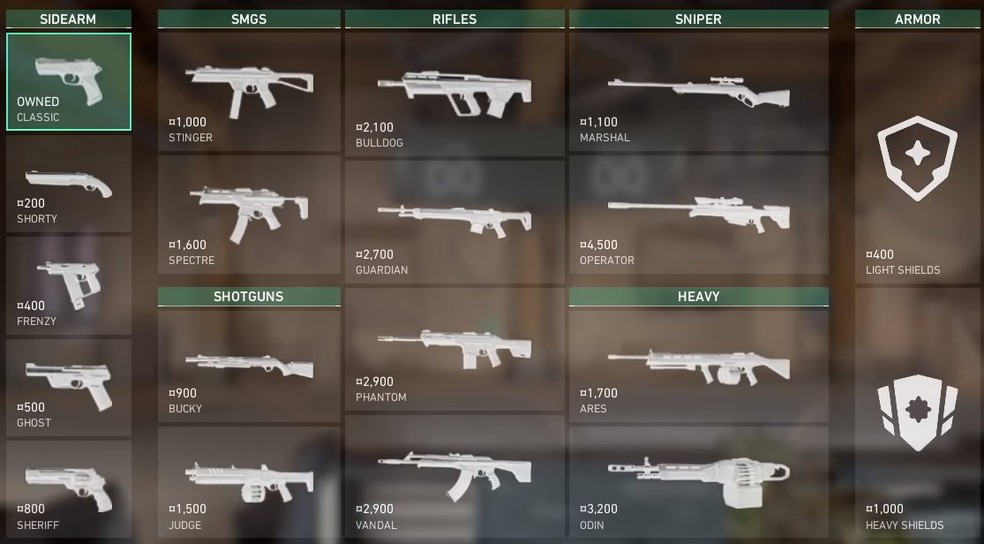 SIDEARM
OWNED
CLASSIC
¤200
SHORTY
¤400
FRENZY
¤500
GHOST
¤800
SHERIFF
SMGS
¤1,000
STINGER
¤1,600
SPECTRE
SHOTGUNS
¤900
BUCKY
¤1,500
JUDGE
RIFLES
¤2,100
BULLDOG
¤2,700
GUARDIAN
¤2,900
PHANTOM
¤2,900
VANDAL
SNIPER
¤1,100
MARSHAL
¤4,500
OPERATOR
HEAVY
¤1,700
ARES
¤3,200
ODIN
ARMOR
¤400
LIGHT SHIELDS
¤1,000
HEAVY SHIELDS